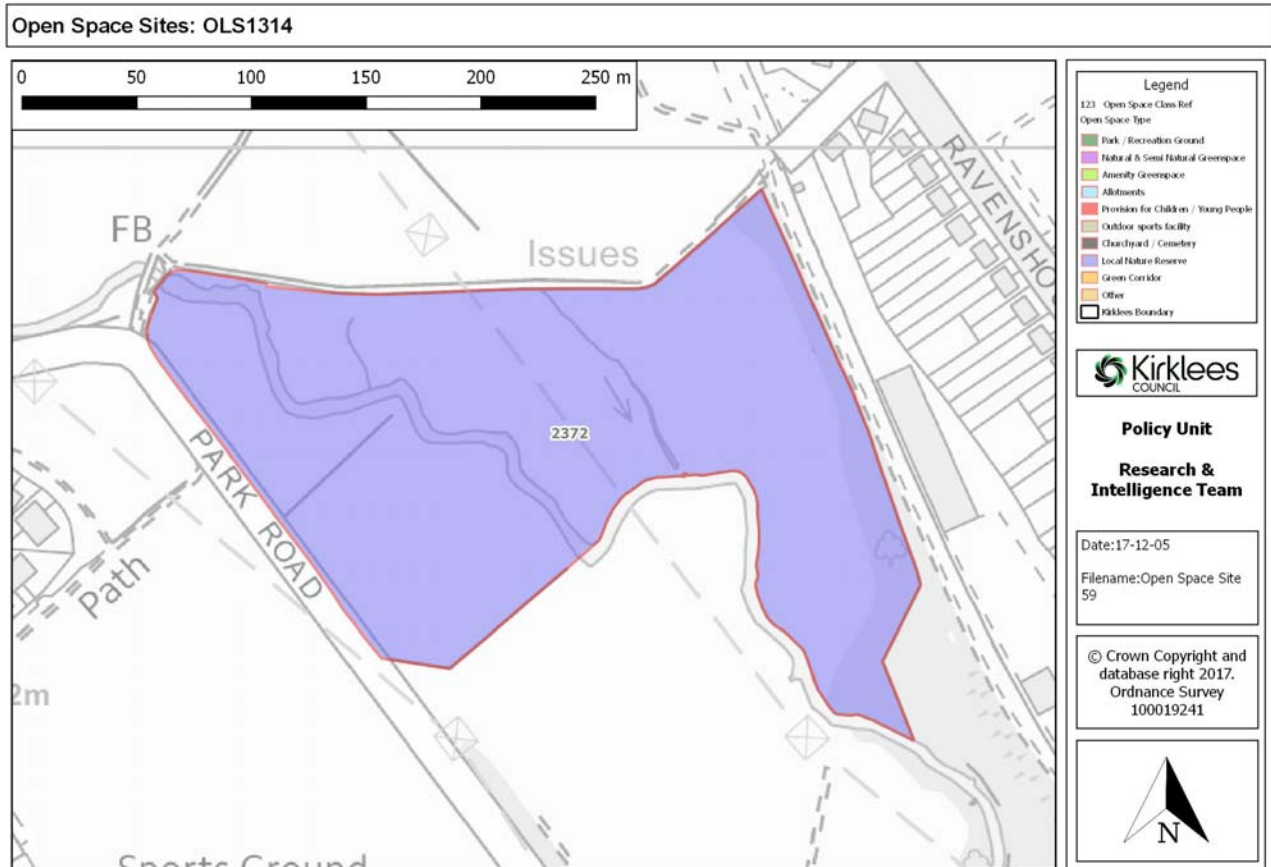 Open Space Sites: OLS1314
0 50 100 150 200 250 m
FB
Issues
RAVENSHO
2372
PARK ROAD
Path
2m
Sports Ground
Legend
123 Open Space Class Ref
Open Space Type
Park / Recreation Ground
Natural & Semi Natural Greenspace
Amenity Greenspace
Allotments
Provision for Children / Young People
Outdoor sports facility
Churchyard / Cemetery
Local Nature Reserve
Green Corridor
Other
Kirklees Boundary
Kirklees
COUNCIL
Policy Unit
Research &
Intelligence Team
Date:17-12-05
Filename:Open Space Site
59
© Crown Copyright and
database right 2017.
Ordnance Survey
100019241
N